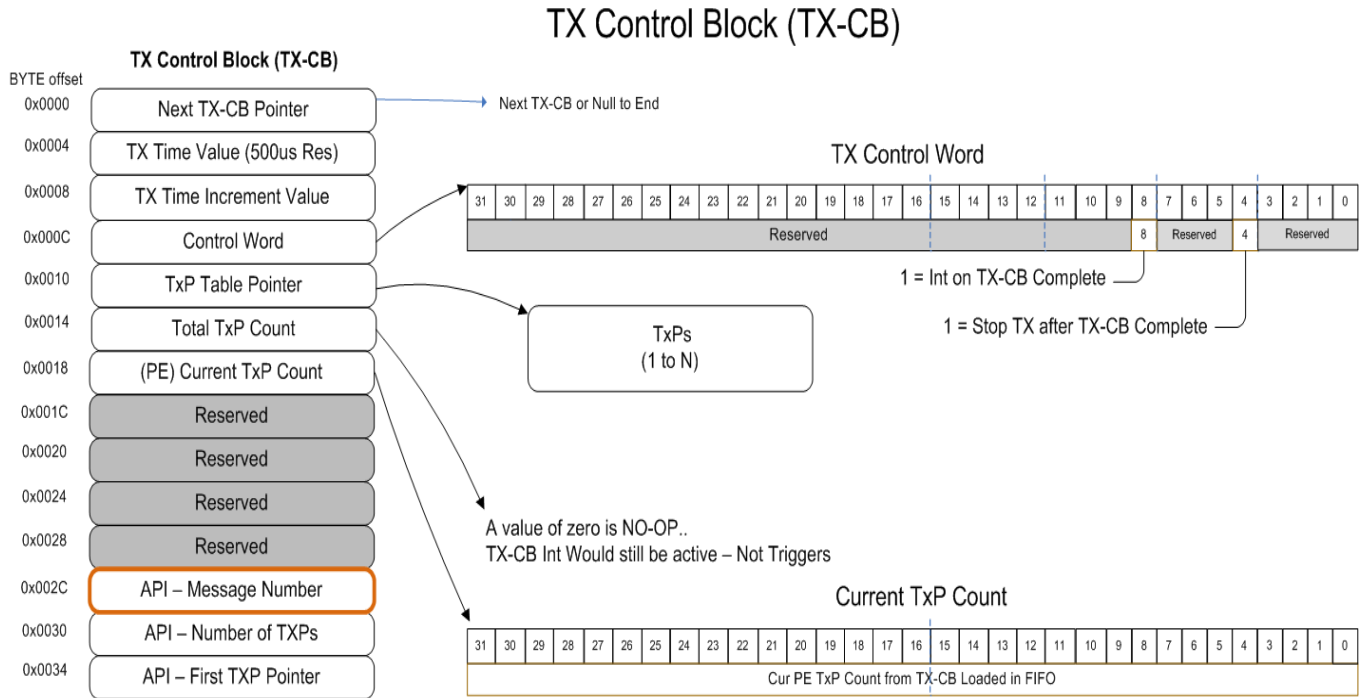 TX Control Block (TX-CB)
TX Control Block (TX-CB)
BYTE offset
0x0000 Next TX-CB Pointer Next TX-CB or Null to End
0x0004 TX Time Value (500us Res)
0x0008 TX Time Increment Value
0x000C Control Word
0x0010 TxP Table Pointer
0x0014 Total TxP Count
0x0018 (PE) Current TxP Count
0x001C Reserved
0x0020 Reserved
0x0024 Reserved
0x0028 Reserved
0x002C API – Message Number
0x0030 API – Number of TXPs
0x0034 API – First TXP Pointer
TX Control Word
31 30 29 28 27 26 25 24 23 22 21 20 19 18 17 16 15 14 13 12 11 10 9 8 7 6 5 4 3 2 1 0
Reserved 8 Reserved 4 Reserved
1 = Int on TX-CB Complete
1 = Stop TX after TX-CB Complete
TxPs
(1 to N)
A value of zero is NO-OP..
TX-CB Int Would still be active – Not Triggers
Current TxP Count
31 30 29 28 27 26 25 24 23 22 21 20 19 18 17 16 15 14 13 12 11 10 9 8 7 6 5 4 3 2 1 0
Cur PE TxP Count from TX-CB Loaded in FIFO